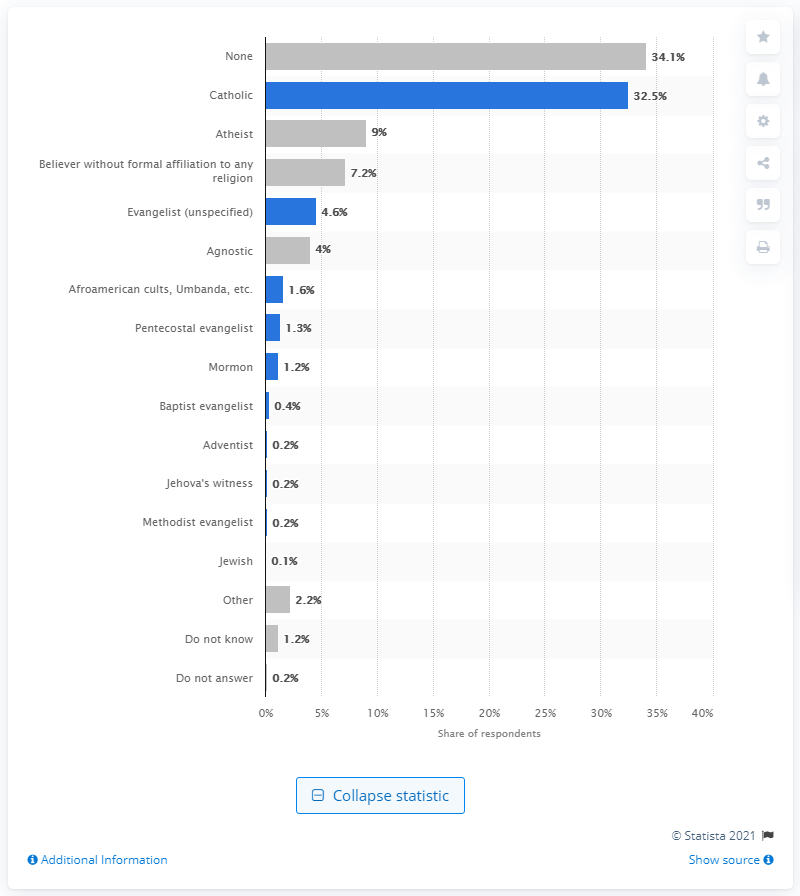 None 34.1%
Catholic 32.5%
Atheist 9%
Believer without formal affiliation to any
religion 7.2%
Evangelist (unspecified) 4.6%
Agnostic 4%
Afroamerican cults, Umbanda, etc. 1.6%
Pentecostal evangelist 1.3%
Mormon 1.2%
Baptist evangelist 0.4%
Adventist 0.2%
Jehova's witness 0.2%
Methodist evangelist 0.2%
Jewish 0.1%
Other 2.2%
Do not know 1.2%
Do not answer 0.2%
0% 5% 10% 15% 20% 25% 30% 35% 40%
Share of respondents
Collapse statistic
© Statista 2021
Additional Information Show source